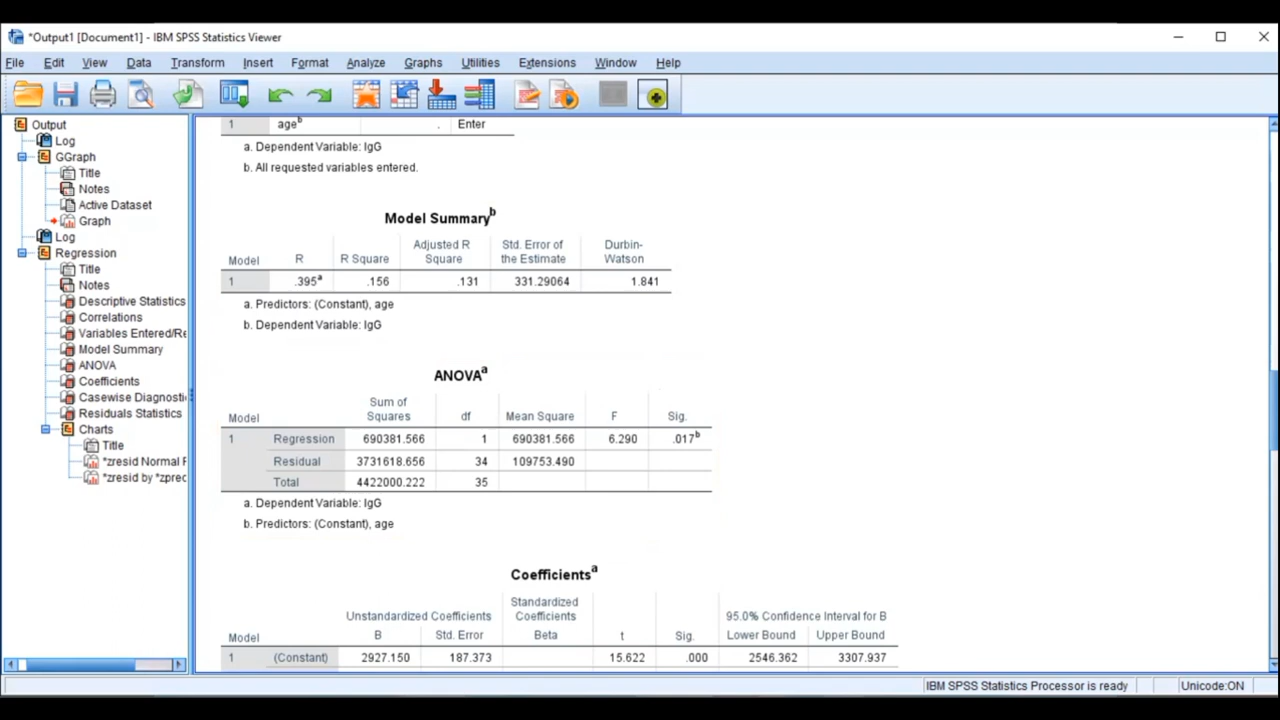 *Output1 [Document1] - IBM SPSS Statistics Viewer
File Edit View Data Transform Insert Format Analyze Graphs Utilities Extensions Window Help
Output
Log
GGraph
Title
Notes
Active Dataset
Graph
Log
Regression
Title
Notes
Descriptive Statistics
Correlations
Variables Entered/Re
Model Summary
ANOVA
Coefficients
Casewise Diagnosti
Residuals Statistics
Charts
Title
*zresid Normal P
*zresid by *zpred
1 age b . Enter
a. Dependent Variable: IgG
b. All requested variables entered.
Model Summary b
Model R R Square Adjusted R Square Std. Error of the Estimate Durbin-Watson
1 .395a .156 .131 331.29064 1.841
a. Predictors: (Constant), age
b. Dependent Variable: IgG
ANOVA a
Model Sum of Squares df Mean Square F Sig.
1 Regression 690381.566 1 690381.566 6.290 .017b
Residual 3731618.656 34 109753.490
Total 4422000.222 35
a. Dependent Variable: IgG
b. Predictors: (Constant), age
Coefficients a
Unstandardized Coefficients Standardized Coefficients 95.0% Confidence Interval for B
Model B Std. Error Beta t Sig. Lower Bound Upper Bound
1 (Constant) 2927.150 187.373 15.622 .000 2546.362 3307.937
IBM SPSS Statistics Processor is ready Unicode:ON